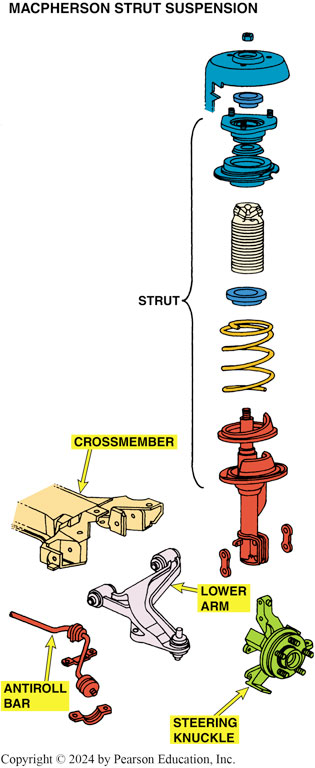 MACPHERSON STRUT SUSPENSION
STRUT
CROSSMEMBER
LOWER
ARM
ANTIROLL
BAR
STEERING
KNUCKLE
Copyright © 2024 by Pearson Education, Inc.